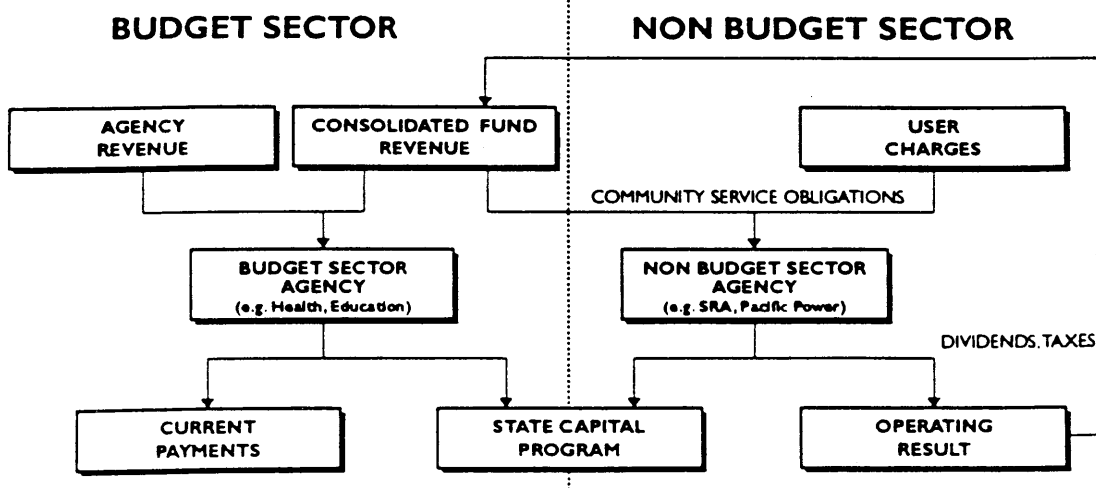 BUDGET SECTOR
NON BUDGET SECTOR
AGENCY
REVENUE
CONSOLIDATED FUND
REVENUE
USER
CHARGES
COMMUNITY SERVICE OBLIGATIONS
BUDGET SECTOR
AGENCY
(e.g. Health, Education)
NON BUDGET SECTOR
AGENCY
(e.g. SRA, Pacific Power)
DIVIDENDS, TAXES
CURRENT
PAYMENTS
STATE CAPITAL
PROGRAM
OPERATING
RESULT